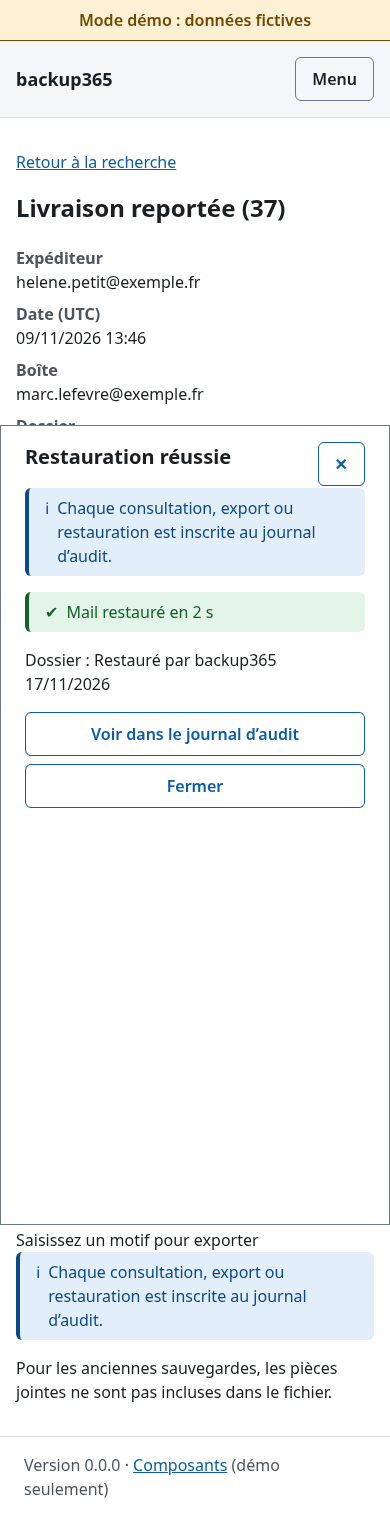 Mode démo : données fictives
backup365
Menu
Retour à la recherche
Livraison reportée (37)
Expéditeur
helene.petit@exemple.fr
Date (UTC)
09/11/2026 13:46
Boîte
marc.lefevre@exemple.fr
Dossier
Restauration réussie
×
i Chaque consultation, export ou
restauration est inscrite au journal
d’audit.
✔ Mail restauré en 2 s
Dossier : Restauré par backup365
17/11/2026
Voir dans le journal d’audit
Fermer
Saisissez un motif pour exporter
i Chaque consultation, export ou
restauration est inscrite au journal
d’audit.
Pour les anciennes sauvegardes, les pièces
jointes ne sont pas incluses dans le fichier.
Version 0.0.0 · Composants (démo
seulement)